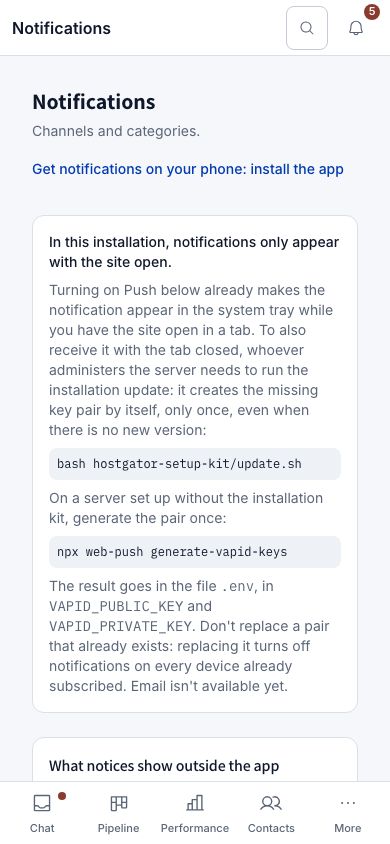 Notifications
5
Notifications
Channels and categories.
Get notifications on your phone: install the app
In this installation, notifications only appear
with the site open.
Turning on Push below already makes the
notification appear in the system tray while
you have the site open in a tab. To also
receive it with the tab closed, whoever
administers the server needs to run the
installation update: it creates the missing
key pair by itself, only once, even when
there is no new version:
bash hostgator-setup-kit/update.sh
On a server set up without the installation
kit, generate the pair once:
npx web-push generate-vapid-keys
The result goes in the file .env, in
VAPID_PUBLIC_KEY and
VAPID_PRIVATE_KEY. Don't replace a pair
that already exists: replacing it turns off
notifications on every device already
subscribed. Email isn't available yet.
What notices show outside the app
Chat
Pipeline
Performance
Contacts
More